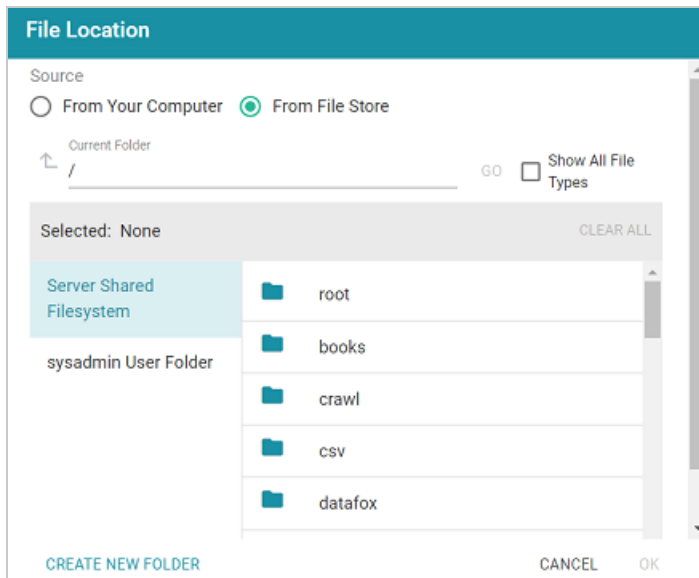 File Location
Source
From Your Computer From File Store
Current Folder
/
GO
Show All File
Types
Selected: None CLEAR ALL
Server Shared
Filesystem
sysadmin User Folder
root
books
crawl
csv
datafox
CREATE NEW FOLDER CANCEL OK